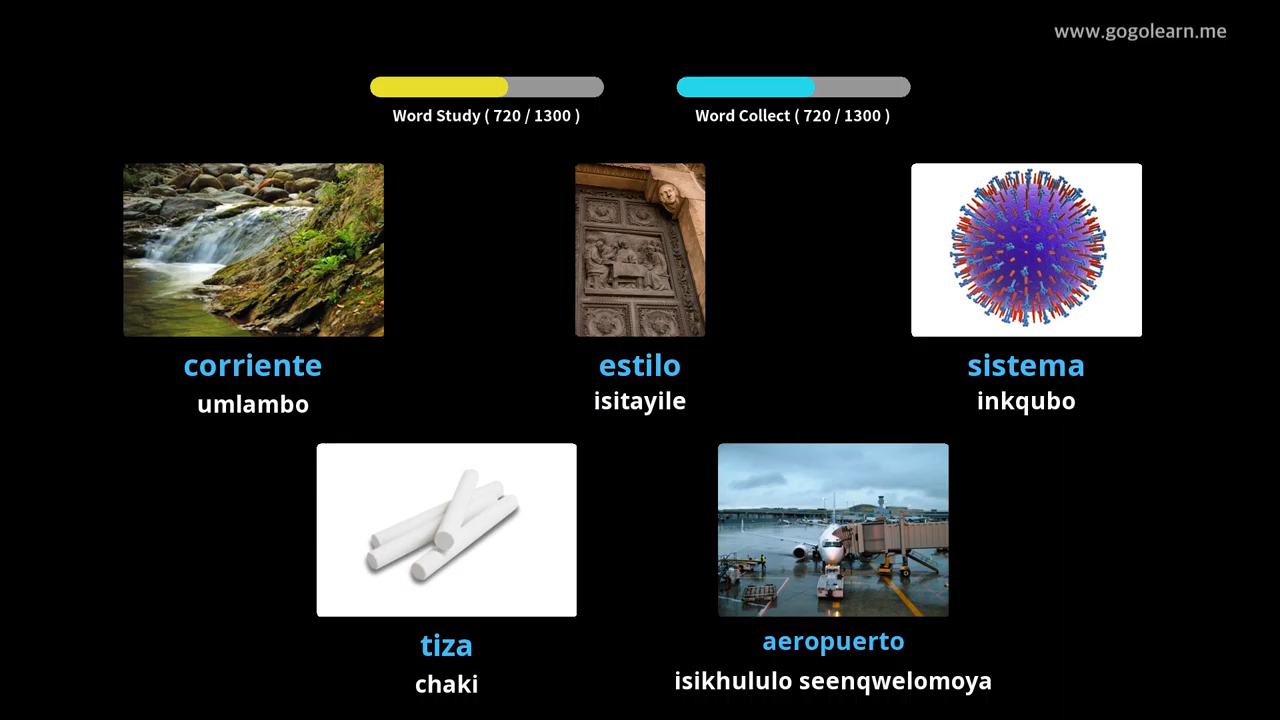 www.gogolearn.me
Word Study ( 720 / 1300 )
Word Collect ( 720 / 1300 )
corriente
umlambo
estilo
isitayile
sistema
inkqubo
tiza
chaki
aeropuerto
isikhululo seenqwelomoya